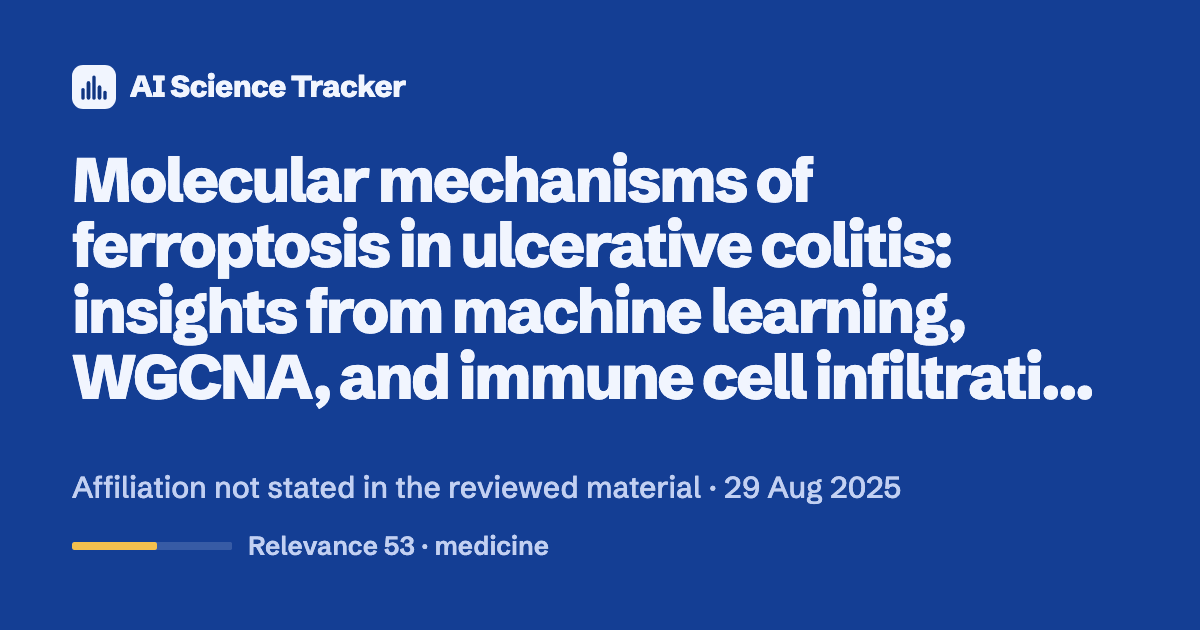 AI Science Tracker
Molecular mechanisms of
ferroptosis in ulcerative colitis:
insights from machine learning,
WGCNA, and immune cell infiltrati...
Affiliation not stated in the reviewed material · 29 Aug 2025
Relevance 53 · medicine